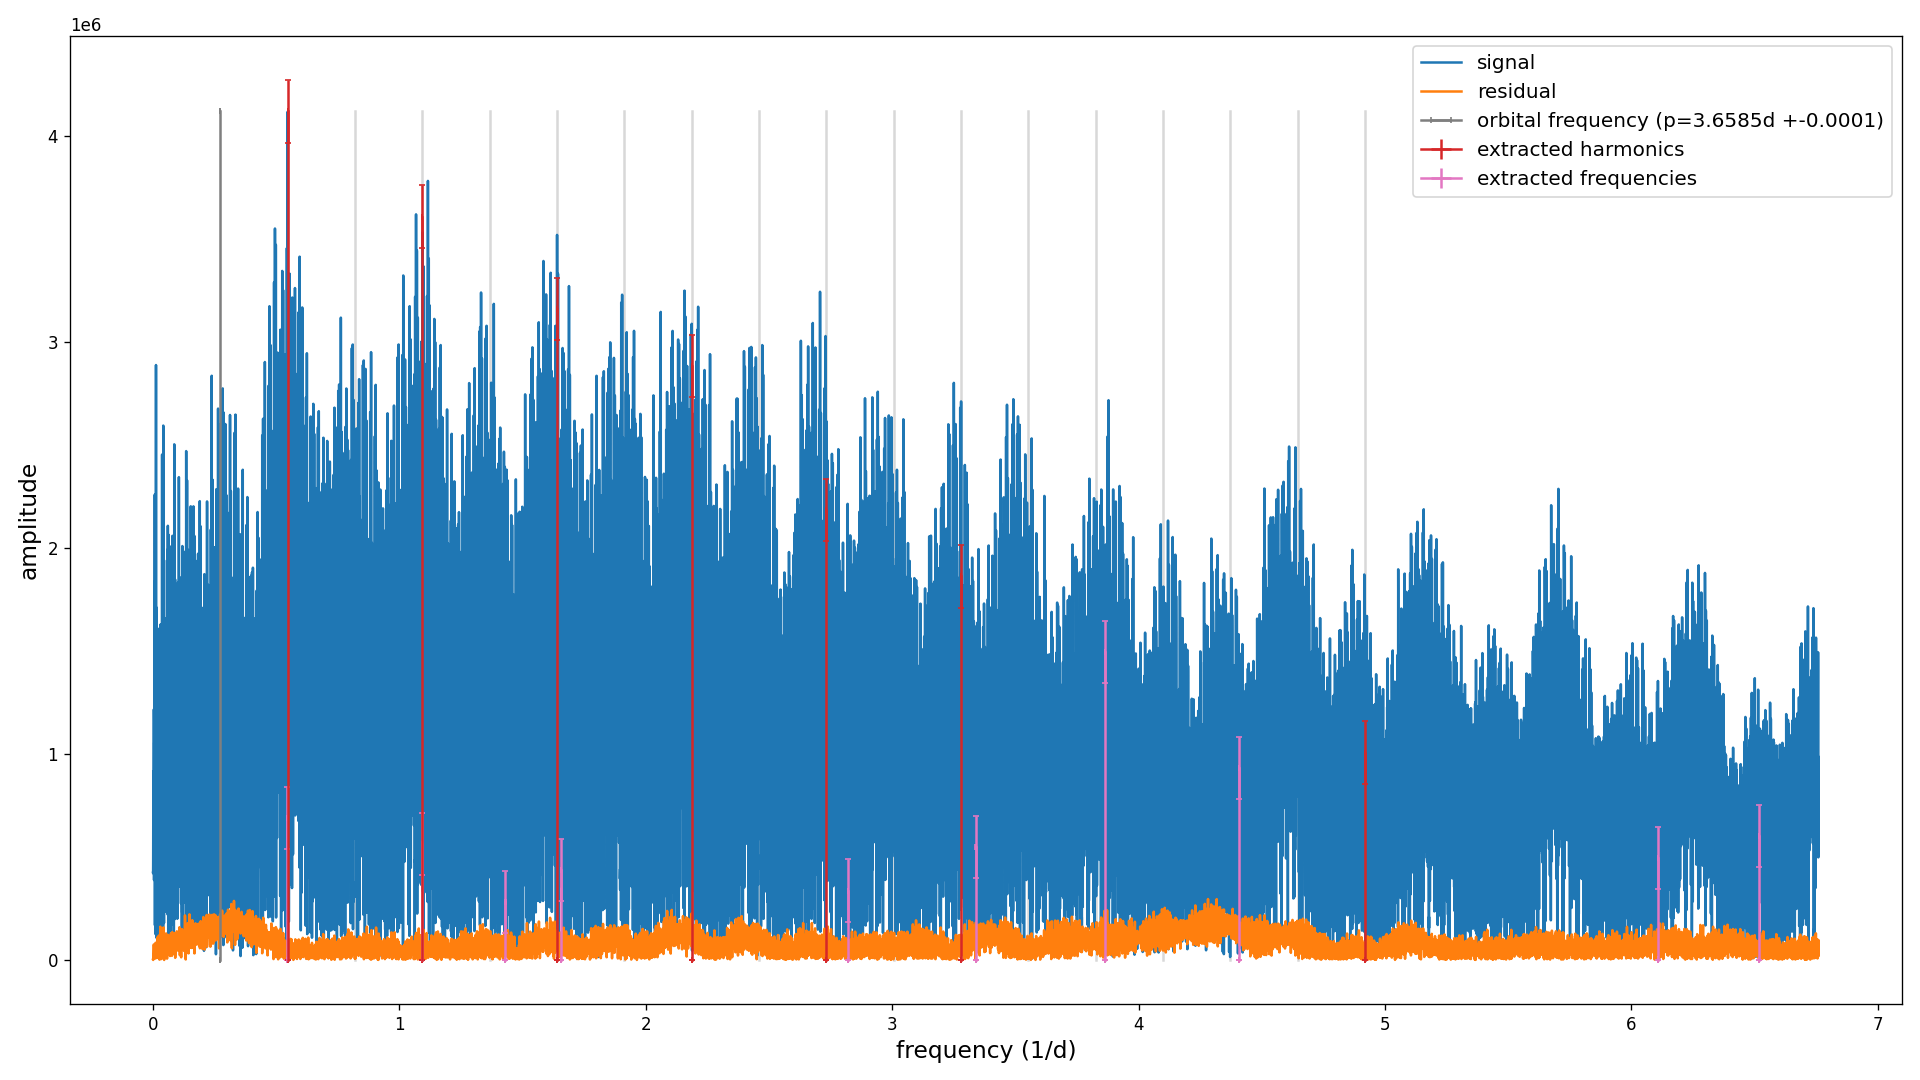 1e6
signal
residual
orbital frequency (p=3.6585d +-0.0001)
extracted harmonics
extracted frequencies
4
3
2
1
0
amplitude
0 1 2 3 4 5 6 7
frequency (1/d)